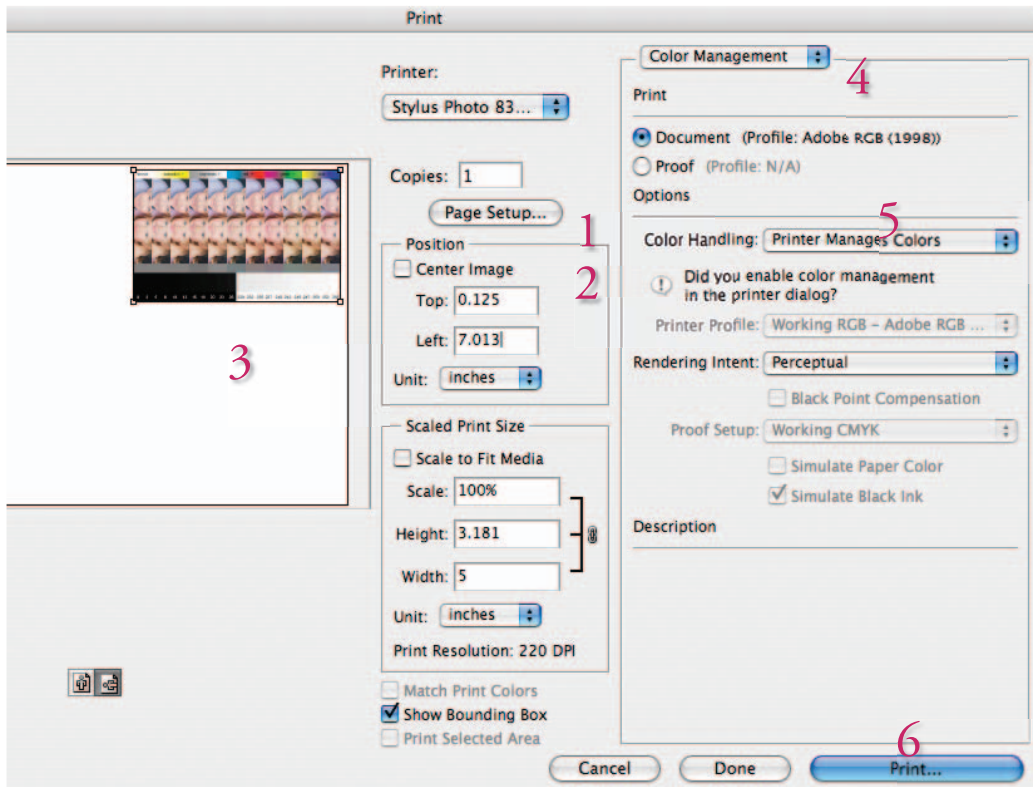 Print
Printer:
Stylus Photo 83...
Copies: 1
Page Setup...
1
Position
Center Image
2
Top: 0.125
Left: 7.013
3
Unit: inches
Scaled Print Size
Scale to Fit Media
Scale: 100%
Height: 3.181
Width: 5
Unit: inches
Print Resolution: 220 DPI
Match Print Colors
Show Bounding Box
Print Selected Area
Color Management
4
Print
Document (Profile: Adobe RGB (1998))
Proof (Profile: N/A)
Options
5
Color Handling: Printer Manages Colors
Did you enable color management
in the printer dialog?
Printer Profile: Working RGB – Adobe RGB ...
Rendering Intent: Perceptual
Black Point Compensation
Proof Setup: Working CMYK
Simulate Paper Color
Simulate Black Ink
Description
6
Cancel
Done
Print...